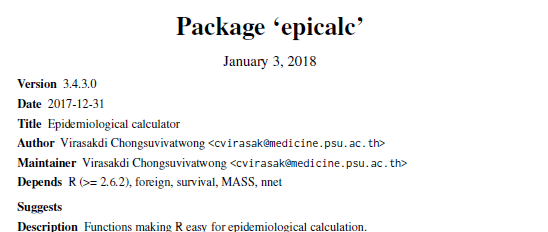 Package ‘epicalc’
January 3, 2018
Version 3.4.3.0
Date 2017-12-31
Title Epidemiological calculator
Author Virasakdi Chongsuvivatwong <cvirasak@medicine.psu.ac.th>
Maintainer Virasakdi Chongsuvivatwong <cvirasak@medicine.psu.ac.th>
Depends R (>= 2.6.2), foreign, survival, MASS, nnet
Suggests
Description Functions making R easy for epidemiological calculation.